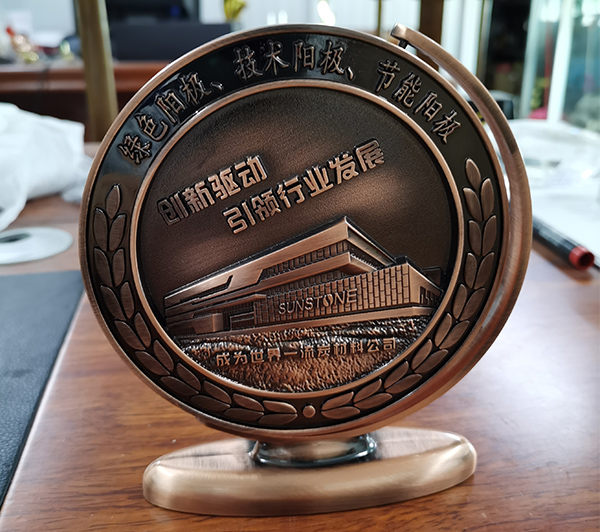 绿色阳极、技术阳极、节能阳极
创新驱动
引领行业发展
SUNSTONE
成为世界一流炭材料公司